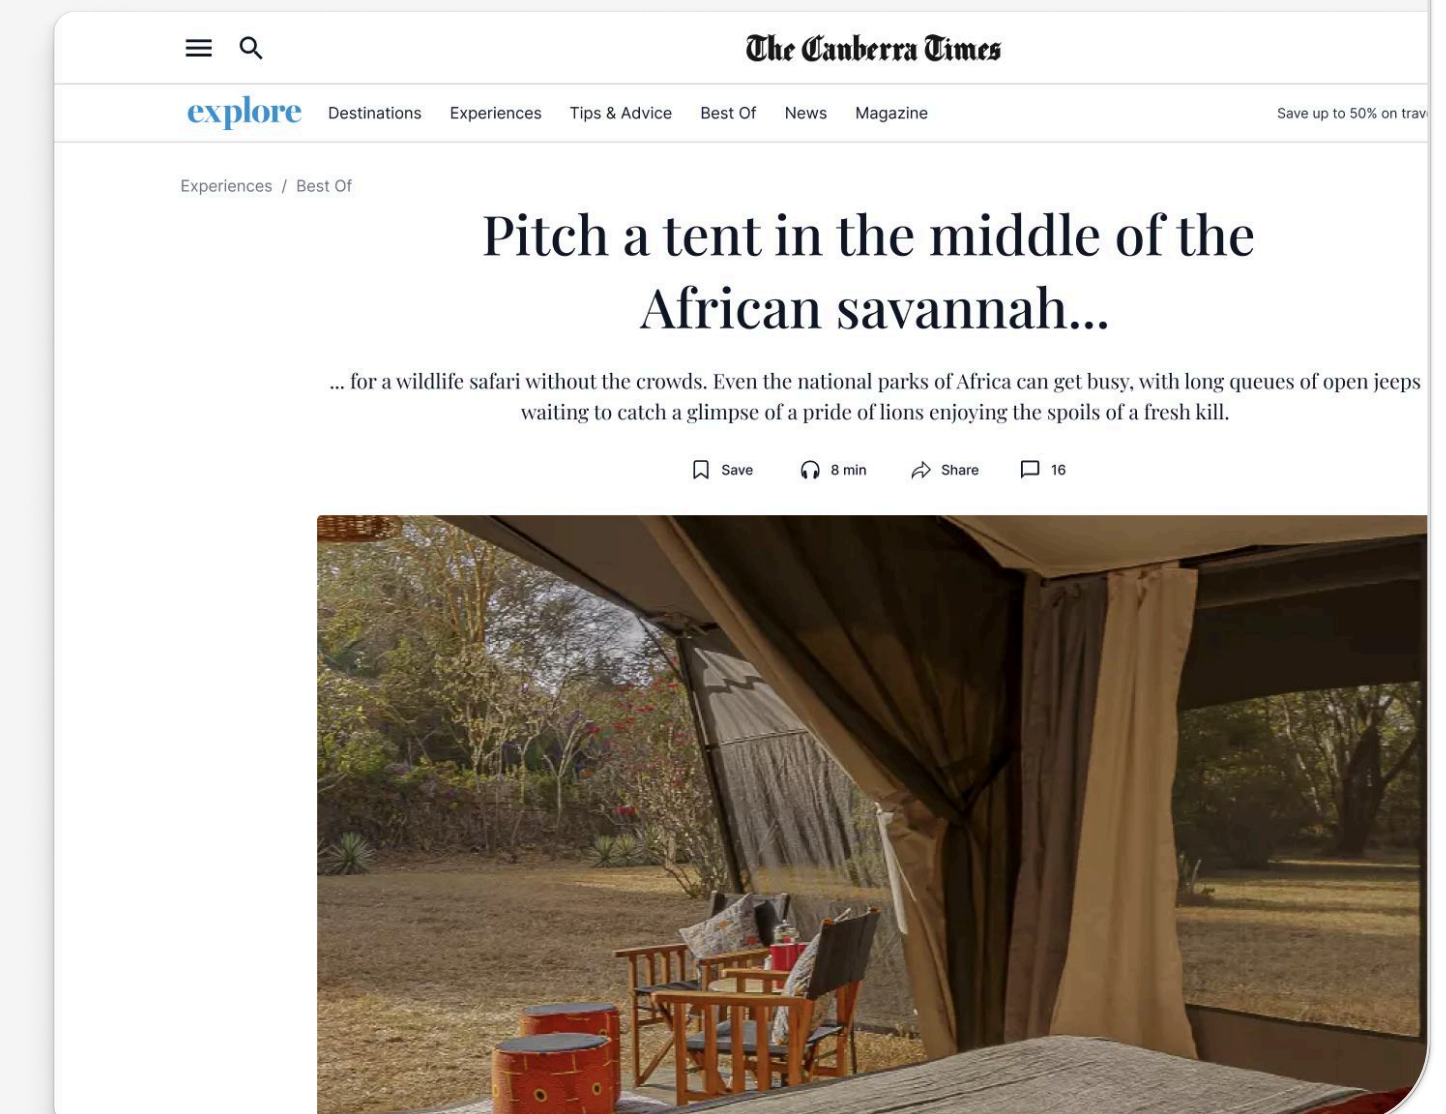 The Canberra Times
explore Destinations Experiences Tips & Advice Best Of News Magazine Save up to 50% on
Experiences / Best Of
Pitch a tent in the middle of the
African savannah...
... for a wildlife safari without the crowds. Even the national parks of Africa can get busy, with long queues of open jeeps
waiting to catch a glimpse of a pride of lions enjoying the spoils of a fresh kill.
Save 8 min Share 16